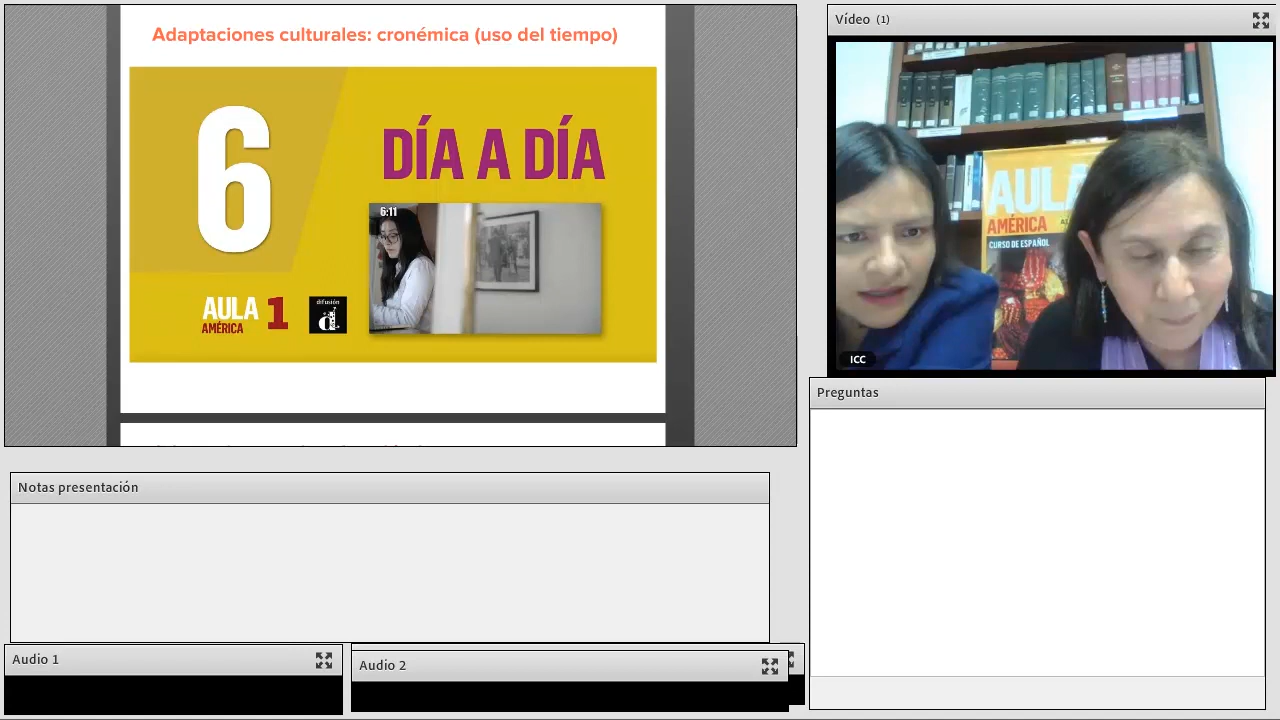 Adaptaciones culturales: cronémica (uso del tiempo)
6
DÍA A DÍA
6:11
AULA
AMÉRICA
1
difusión
Vídeo (1)
AULA
AMÉRICA
CURSO DE ESPAÑOL
ICC
Preguntas
Notas presentación
Audio 1
Audio 2